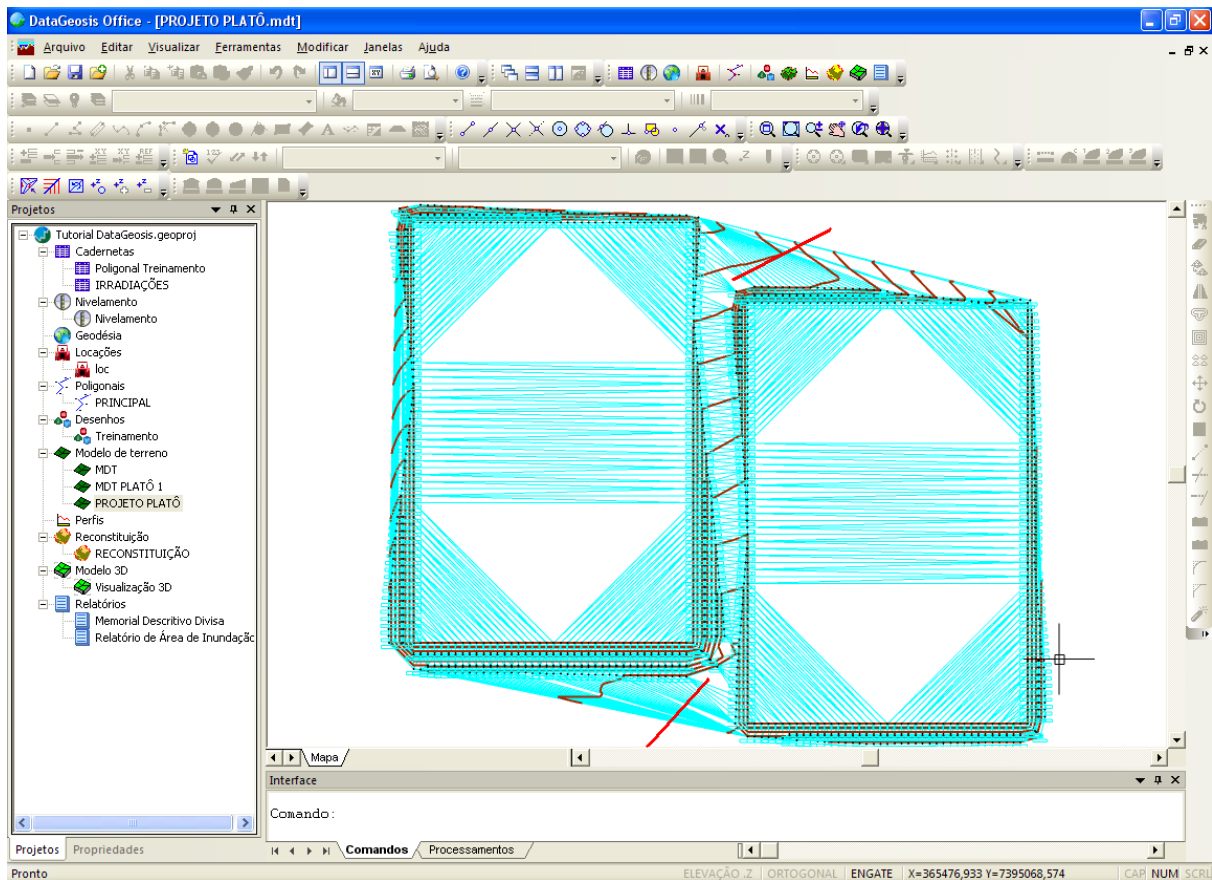 DataGeosis Office - [PROJETO PLATÔ.mdt]
Arquivo Editar Visualizar Ferramentas Modificar Janelas Ajuda
Projetos
Tutorial DataGeosis.geoproj
Cadernetas
Poligonal Treinamento
IRRADIAÇÕES
Nivelamento
Nivelamento
Geodésia
Locações
loc
Poligonais
PRINCIPAL
Desenhos
Treinamento
Modelo de terreno
MDT
MDT PLATÔ 1
PROJETO PLATÔ
Perfis
Reconstituição
RECONSTITUIÇÃO
Modelo 3D
Visualização 3D
Relatórios
Memorial Descritivo Divisa
Relatório de Área de Inundação
Projetos Propriedades
Mapa
Interface
Comando:
Comandos Processamentos
Pronto
ELEVAÇÃO .Z ORTOGONAL ENGATE X=365476,933 Y=7395068,574 CAP NUM SCRL